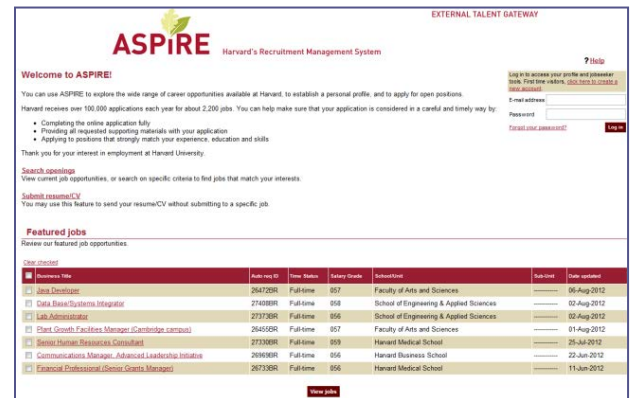 EXTERNAL TALENT GATEWAY
ASPiRE Harvard's Recruitment Management System
? Help
Welcome to ASPIRE!
Log in to access your profile and jobseeker
tools. First time visitors, click here to create a
new account.
E-mail address
Password
Forgot your password? Log in
You can use ASPIRE to explore the wide range of career opportunities available at Harvard, to establish a personal profile, and to apply for open positions.
Harvard receives over 100,000 applications each year for about 2,200 jobs. You can help make sure that your application is considered in a careful and timely way by:
• Completing the online application fully
• Providing all requested supporting materials with your application
• Applying to positions that strongly match your experience, education and skills
Thank you for your interest in employment at Harvard University.
Search openings
View current job opportunities, or search on specific criteria to find jobs that match your interests.
Submit resume/CV
You may use this feature to send your resume/CV without submitting to a specific job.
Featured jobs
Review our featured job opportunities.
Clear checked
Business Title Auto req ID Time Status Salary Grade School/Unit Sub-Unit Date updated
Java Developer 26472BR Full-time 057 Faculty of Arts and Sciences ---------- 06-Aug-2012
Data Base/Systems Integrator 27408BR Full-time 058 School of Engineering & Applied Sciences ---------- 02-Aug-2012
Lab Administrator 27373BR Full-time 056 School of Engineering & Applied Sciences ---------- 02-Aug-2012
Plant Growth Facilities Manager (Cambridge campus) 26455BR Full-time 057 Faculty of Arts and Sciences ---------- 01-Aug-2012
Senior Human Resources Consultant 27330BR Full-time 059 Harvard Medical School ---------- 25-Jul-2012
Communications Manager, Advanced Leadership Initiative 26969BR Full-time 056 Harvard Business School ---------- 22-Jun-2012
Financial Professional (Senior Grants Manager) 26733BR Full-time 056 Harvard Medical School ---------- 11-Jun-2012
View jobs